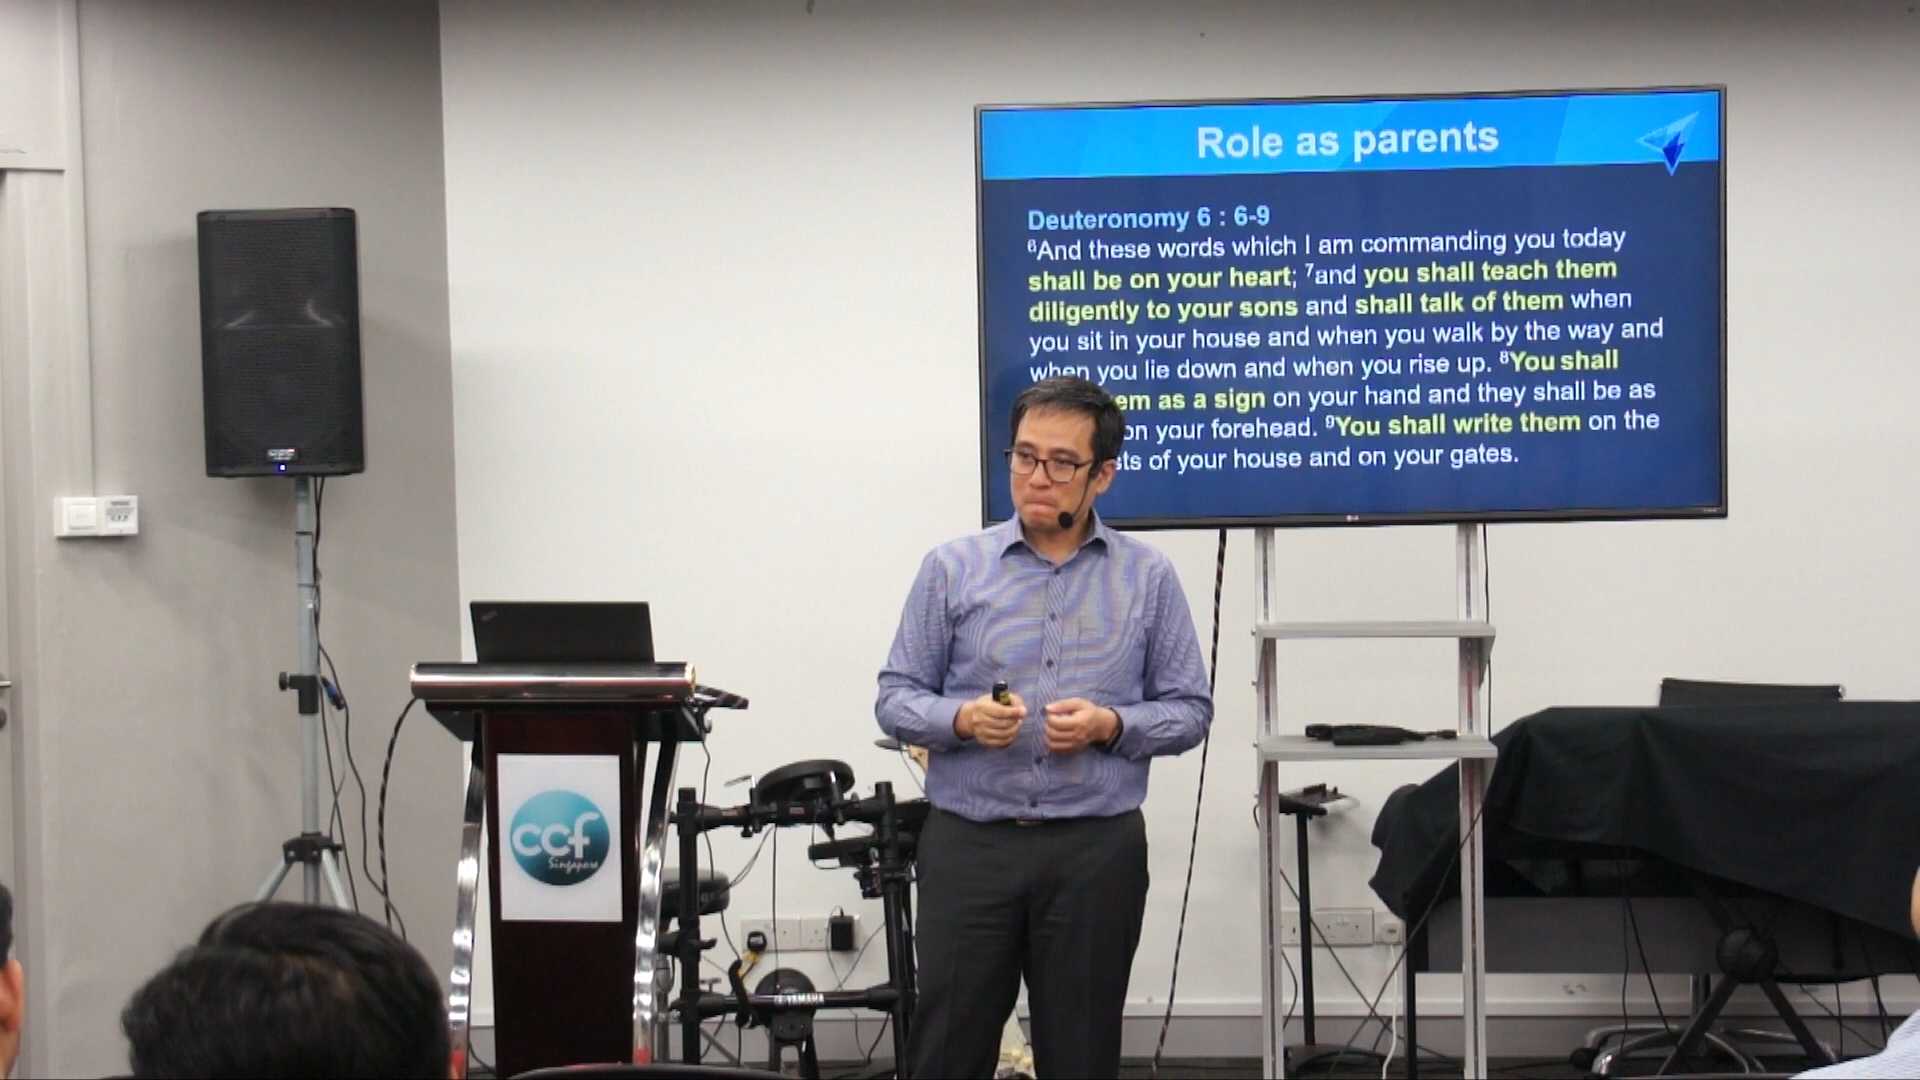 Role as parents
Deuteronomy 6 : 6-9
⁶And these words which I am commanding you today
shall be on your heart; ⁷and you shall teach them
diligently to your sons and shall talk of them when
you sit in your house and when you walk by the way and
when you lie down and when you rise up. ⁸You shall
as a sign on your hand and they shall be as
on your forehead. ⁹You shall write them on the
of your house and on your gates.
ccf
Singapore
YAMAHA